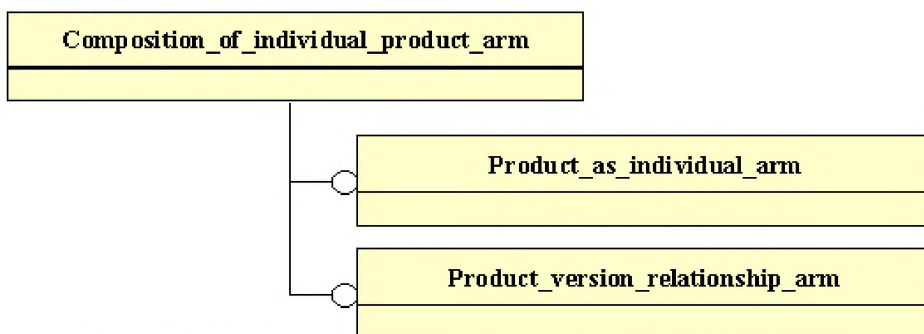 Composition_of_individual_product_arm
Product_as_individual_arm
Product_version_relationship_arm